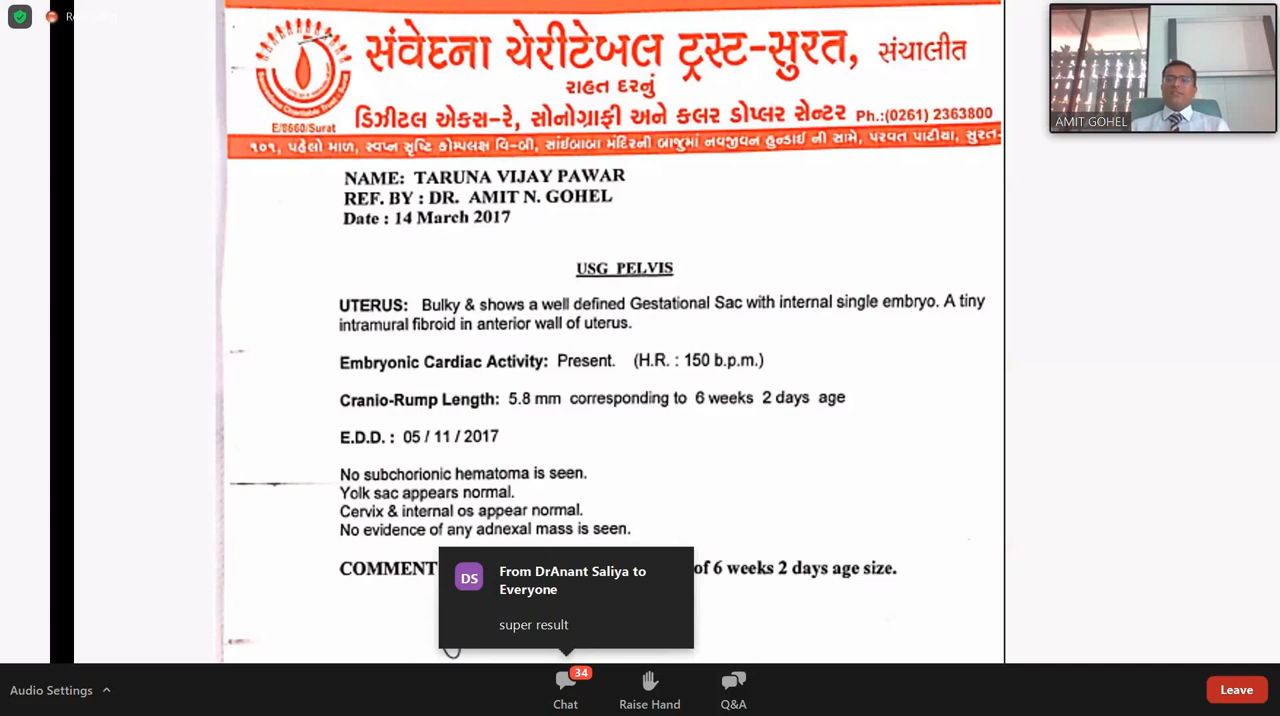 સંવેદના ચેરીટેબલ ટ્રસ્ટ-સુરત, સંચાલીત
રાહત દરનું
ડિઝીટલ એક્સ-રે, સોનોગ્રાફી અને કલર ડોપ્લર સેન્ટર Ph.:(0261) 2363800
E/8660/Surat
૧૦૧, પહેલો માળ, સ્વપ્ન સૃષ્ટિ કોમ્પલક્ષ વિ-બી, સાંઈબાબા મંદિરની બાજુમાં નવજીવન હુન્ડાઈ ની સામે, પરવત પાટીયા, સુરત-
AMIT GOHEL
NAME: TARUNA VIJAY PAWAR
REF. BY : DR. AMIT N. GOHEL
Date : 14 March 2017
USG PELVIS
UTERUS: Bulky & shows a well defined Gestational Sac with internal single embryo. A tiny
intramural fibroid in anterior wall of uterus.
Embryonic Cardiac Activity: Present. (H.R. : 150 b.p.m.)
Cranio-Rump Length: 5.8 mm corresponding to 6 weeks 2 days age
E.D.D. : 05 / 11 / 2017
No subchorionic hematoma is seen.
Yolk sac appears normal.
Cervix & internal os appear normal.
No evidence of any adnexal mass is seen.
COMMENT of 6 weeks 2 days age size.
DS
From DrAnant Saliya to
Everyone
super result
Audio Settings
34
Chat
Raise Hand
Q&A
Leave